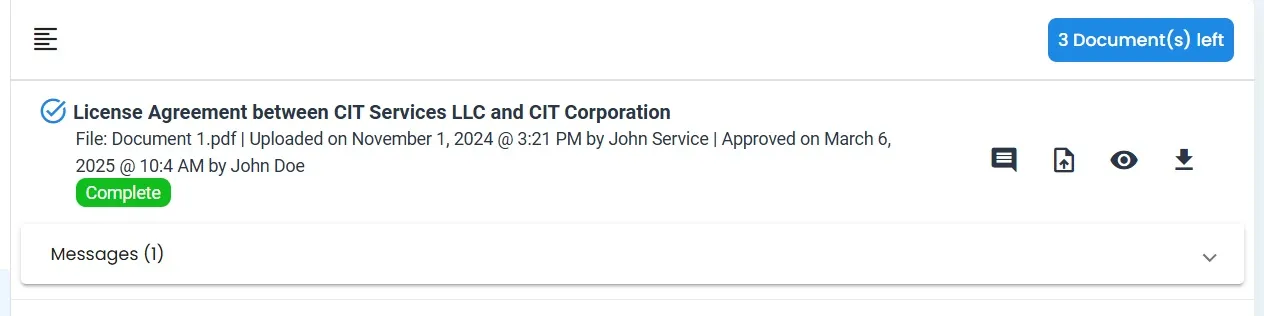 3 Document(s) left
License Agreement between CIT Services LLC and CIT Corporation
File: Document 1.pdf | Uploaded on November 1, 2024 @ 3:21 PM by John Service | Approved on March 6,
2025 @ 10:4 AM by John Doe
Complete
Messages (1)